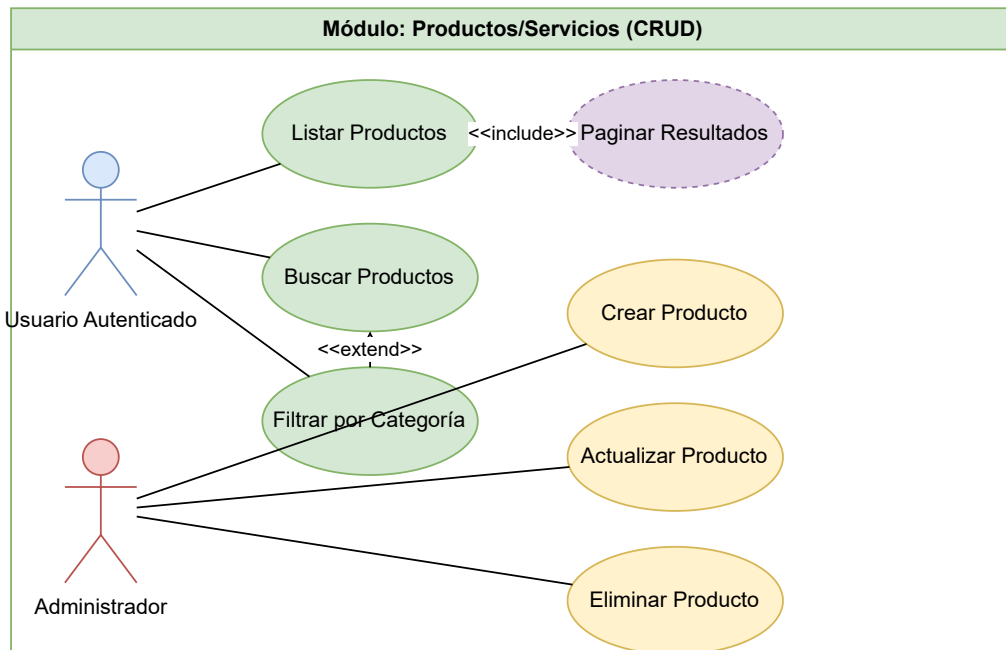 Módulo: Productos/Servicios (CRUD)
Listar Productos
<<include>>
Paginar Resultados
Usuario Autenticado
Buscar Productos
Crear Producto
<<extend>>
Filtrar por Categoría
Actualizar Producto
Administrador
Eliminar Producto